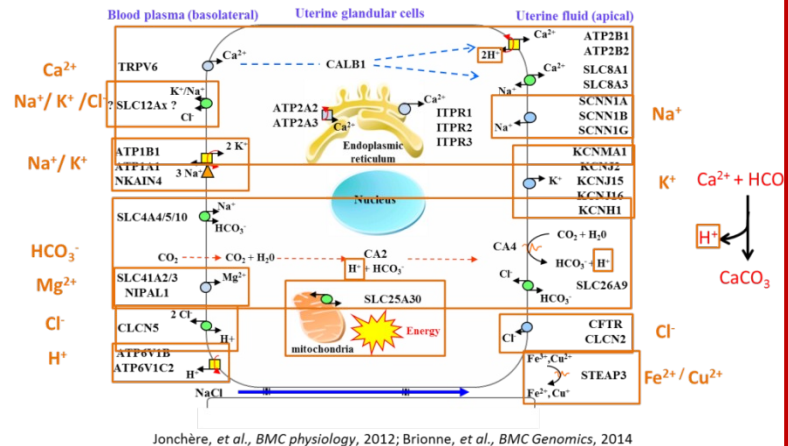 Blood plasma (basolateral)
Uterine glandular cells
Uterine fluid (apical)
Ca²⁺
Na⁺/ K⁺ /Cl⁻
Na⁺/ K⁺
HCO₃⁻
Mg²⁺
Cl⁻
H⁺
TRPV6
Ca²⁺
? SLC12Ax ?
K⁺/Na⁺
Cl⁻
ATP1B1
ATP1A1
NKAIN4
2 K⁺
3 Na⁺
SLC4A4/5/10
Na⁺
HCO₃⁻
CO₂
CO₂ + H₂0
CA2
H⁺ + HCO₃⁻
SLC41A2/3
NIPAL1
Mg²⁺
CLCN5
2 Cl⁻
H+
ATP6V1B
ATP6V1C2
H⁺
NaCl
CALB1
ATP2A2
ATP2A3
Ca²⁺
Ca²⁺
ITPR1
ITPR2
ITPR3
Endoplasmic
reticulum
Nucleus
SLC25A30
Energy
mitochondria
2H⁺
Ca²⁺
ATP2B1
ATP2B2
Ca²⁺
SLC8A1
SLC8A3
Na⁺
Na⁺
SCNN1A
SCNN1B
SCNN1G
K⁺
KCNMA1
KCNJ2
KCNJ15
KCNJ16
KCNH1
CA4
CO₂ + H₂0
HCO₃⁻ + H⁺
Cl⁻
HCO₃⁻
SLC26A9
Cl⁻
CFTR
CLCN2
Fe³⁺,Cu²⁺
Fe²⁺, Cu⁺
STEAP3
Na⁺
K⁺
Cl⁻
Fe²⁺ / Cu²⁺
Ca²⁺ + HCO
H⁺
CaCO₃
Jonchère, et al., BMC physiology, 2012; Brionne, et al., BMC Genomics, 2014